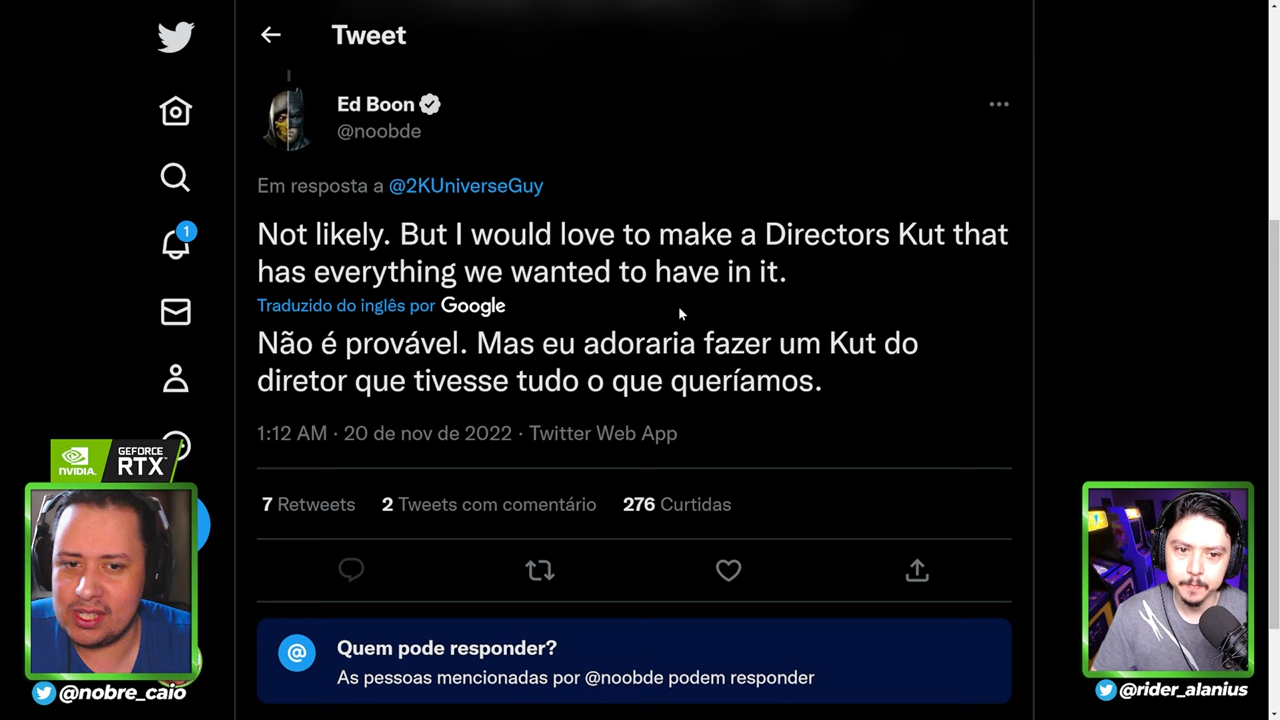 Tweet
Ed Boon
@noobde
Em resposta a @2KUniverseGuy
Not likely. But I would love to make a Directors Kut that
has everything we wanted to have in it.
Traduzido do inglês por Google
Não é provável. Mas eu adoraria fazer um Kut do
diretor que tivesse tudo o que queríamos.
1:12 AM · 20 de nov de 2022 · Twitter Web App
7 Retweets 2 Tweets com comentário 276 Curtidas
@ Quem pode responder?
As pessoas mencionadas por @noobde podem responder
1
NVIDIA. GEFORCE
RTX
@nobre_caio
@rider_alanius